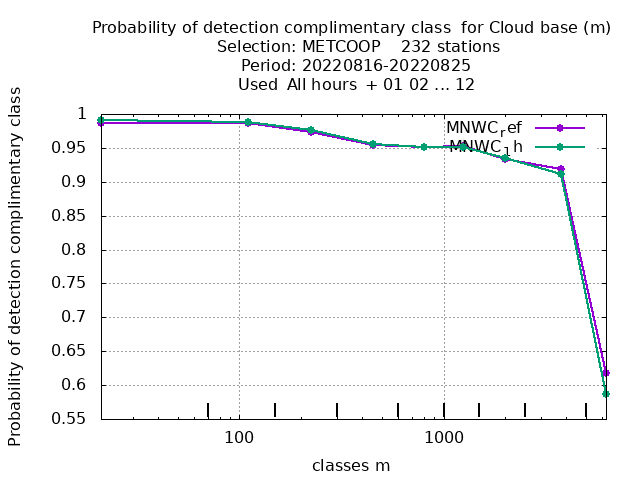 Probability of detection complimentary class  for Cloud base (m)
Selection: METCOOP    232 stations
Period: 20220816-20220825
Used  All hours  + 01 02 ... 12
Probability of detection complimentary class
1
0.95
0.9
0.85
0.8
0.75
0.7
0.65
0.6
0.55
MNWC_ref
MNWC_1h
100
1000
classes m